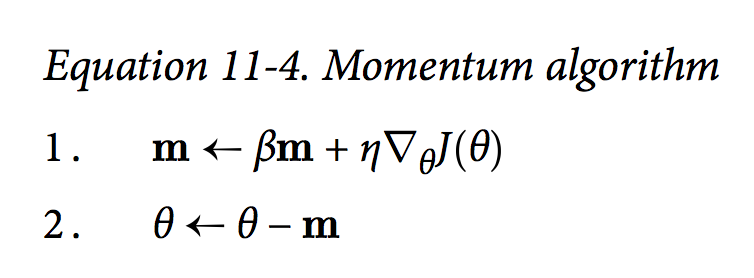 Equation 11-4. Momentum algorithm
1. m ← βm + η∇θJ(θ)
2. θ ← θ – m